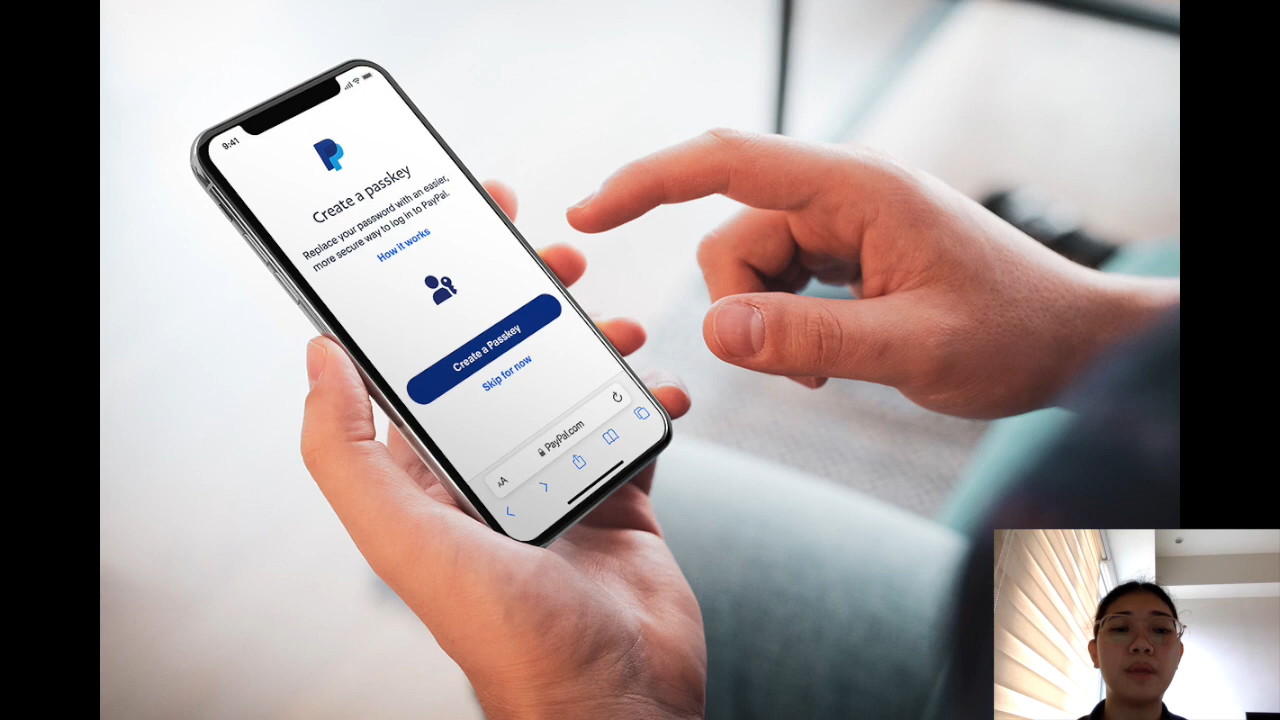 9:41
Create a passkey
Replace your password with an easier,
more secure way to log in to PayPal.
How it works
Create a Passkey
Skip for now
AA PayPal.com